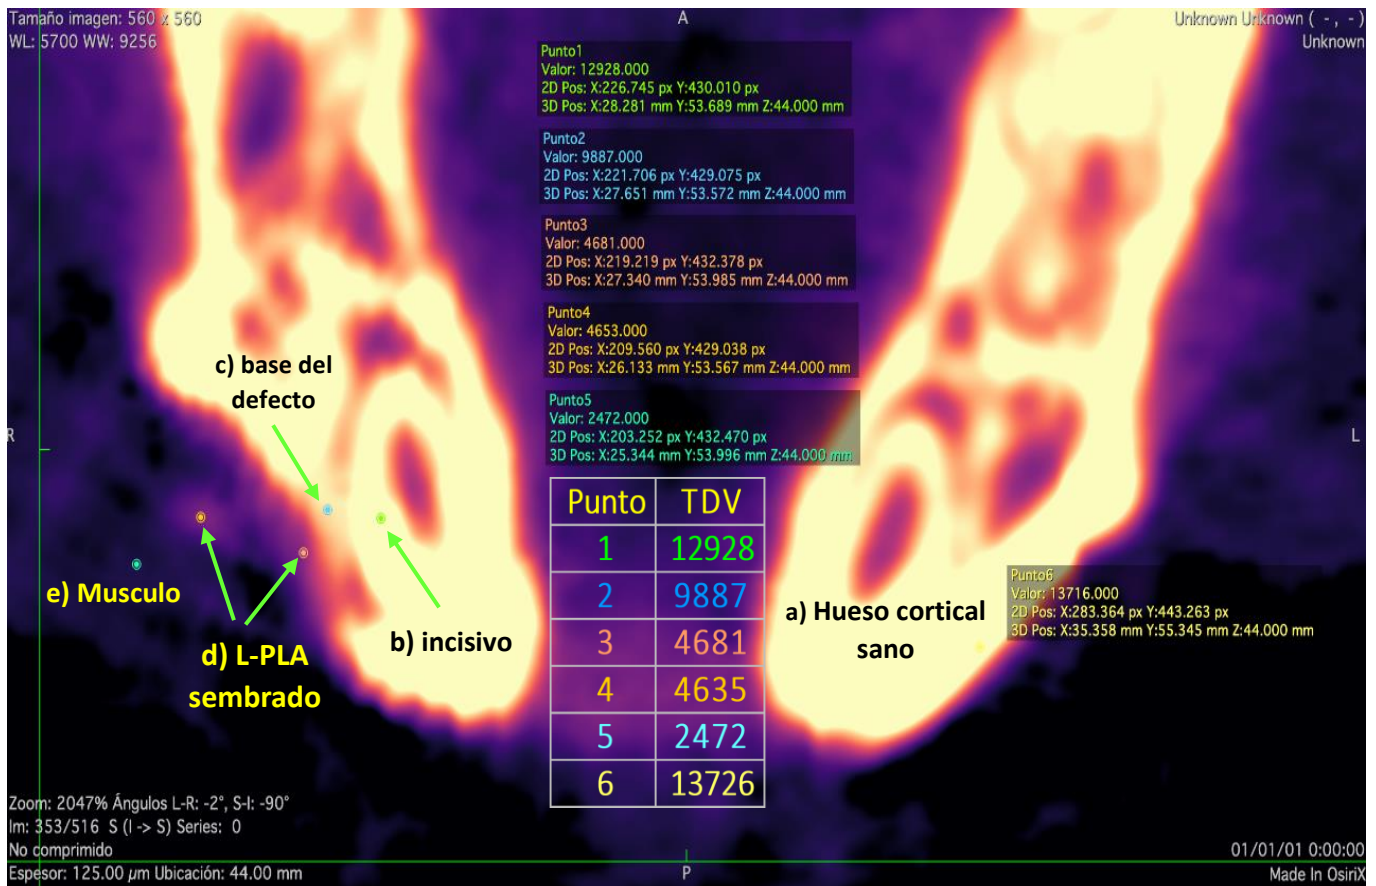 Tamaño imagen: 560 x 560
WL: 5700 WW: 9256
A
Unknown Unknown ( -, -)
Unknown
Punto1
Valor: 12928.000
2D Pos: X:226.745 px Y:430.010 px
3D Pos: X:28.281 mm Y:53.689 mm Z:44.000 mm
Punto2
Valor: 9887.000
2D Pos: X:221.706 px Y:429.075 px
3D Pos: X:27.651 mm Y:53.572 mm Z:44.000 mm
Punto3
Valor: 4681.000
2D Pos: X:219.219 px Y:432.378 px
3D Pos: X:27.340 mm Y:53.985 mm Z:44.000 mm
Punto4
Valor: 4653.000
2D Pos: X:209.560 px Y:429.038 px
3D Pos: X:26.133 mm Y:53.567 mm Z:44.000 mm
Punto5
Valor: 2472.000
2D Pos: X:203.252 px Y:432.470 px
3D Pos: X:25.344 mm Y:53.996 mm Z:44.000 mm
c) base del
defecto
R
L
e) Musculo
d) L-PLA
sembrado
b) incisivo
Punto TDV
1 12928
2 9887
3 4681
4 4635
5 2472
6 13726
a) Hueso cortical
sano
Punto6
Valor: 13716.000
2D Pos: X:283.364 px Y:443.263 px
3D Pos: X:35.358 mm Y:55.345 mm Z:44.000 mm
Zoom: 2047% Ángulos L-R: -2°, S-I: -90°
Im: 353/516 S (I -> S) Series: 0
No comprimido
Espesor: 125.00 µm Ubicación: 44.00 mm
P
01/01/01 0:00:00
Made In OsiriX